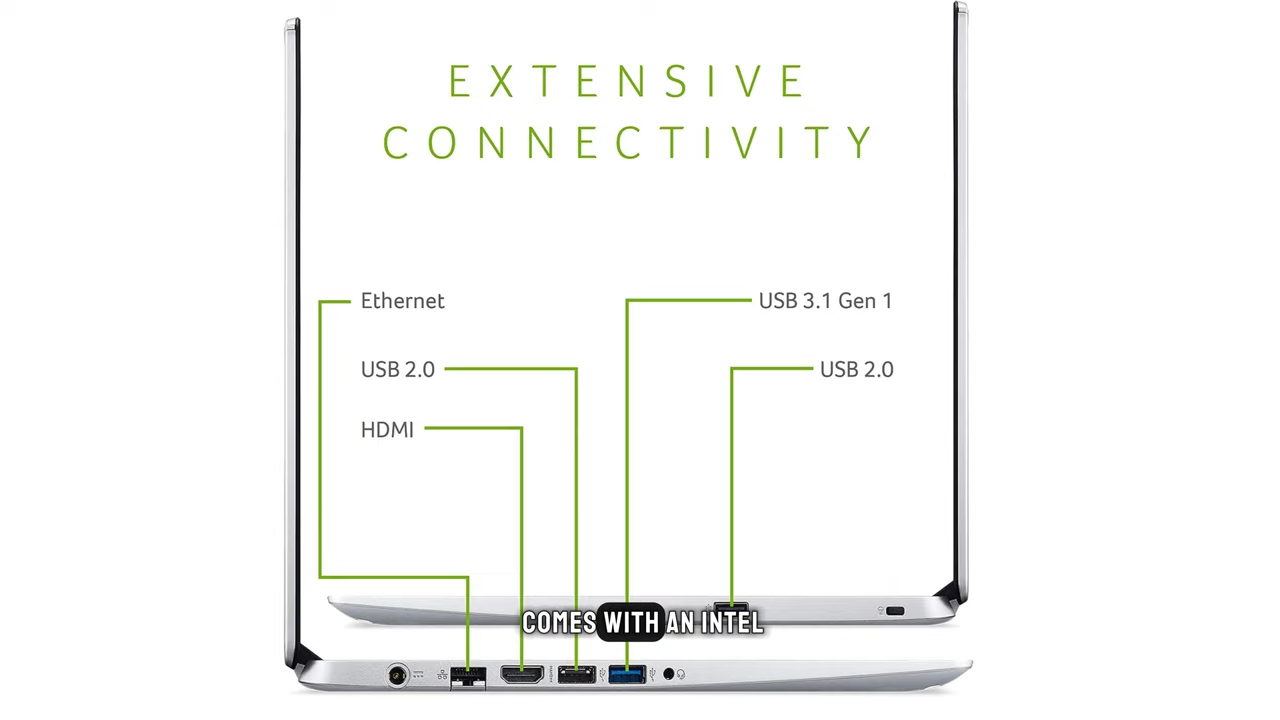 EXTENSIVE
CONNECTIVITY
Ethernet
USB 3.1 Gen 1
USB 2.0
USB 2.0
HDMI
COMES WITH AN INTEL